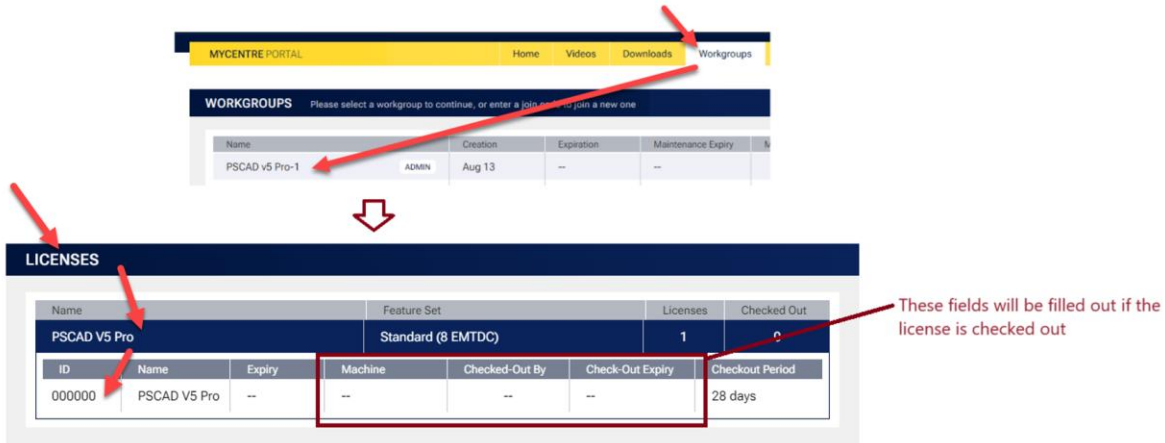 MYCENTRE PORTAL Home Videos Downloads Workgroups
WORKGROUPS Please select a workgroup to continue, or enter a join to join a new one
Name Creation Expiration Maintenance Expiry
PSCAD v5 Pro-1 ADMIN Aug 13 -- --
LICENSES
Name Feature Set Licenses Checked Out
PSCAD V5 Pro Standard (8 EMTDC) 1 0
ID Name Expiry Machine Checked-Out By Check-Out Expiry Checkout Period
000000 PSCAD V5 Pro -- -- -- -- 28 days
These fields will be filled out if the
license is checked out